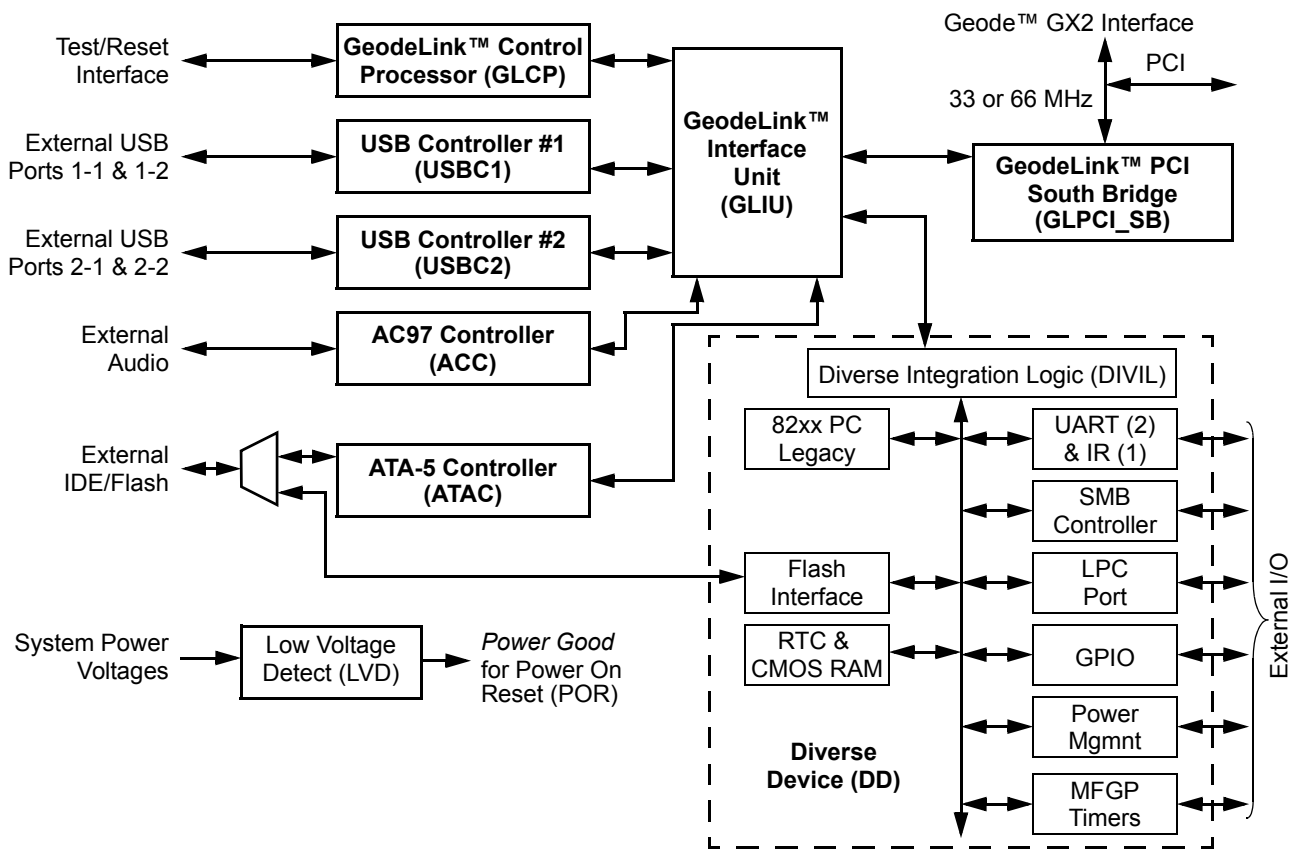 Test/Reset
Interface
GeodeLink™ Control
Processor (GLCP)
External USB
Ports 1-1 & 1-2
USB Controller #1
(USBC1)
External USB
Ports 2-1 & 2-2
USB Controller #2
(USBC2)
External
Audio
AC97 Controller
(ACC)
External
IDE/Flash
ATA-5 Controller
(ATAC)
System Power
Voltages
Low Voltage
Detect (LVD)
Power Good
for Power On
Reset (POR)
GeodeLink™
Interface
Unit
(GLIU)
Geode™ GX2 Interface
PCI
33 or 66 MHz
GeodeLink™ PCI
South Bridge
(GLPCI_SB)
Diverse Integration Logic (DIVIL)
82xx PC
Legacy
UART (2)
& IR (1)
SMB
Controller
Flash
Interface
LPC
Port
RTC &
CMOS RAM
GPIO
Power
Mgmnt
Diverse
Device (DD)
MFGP
Timers
External I/O